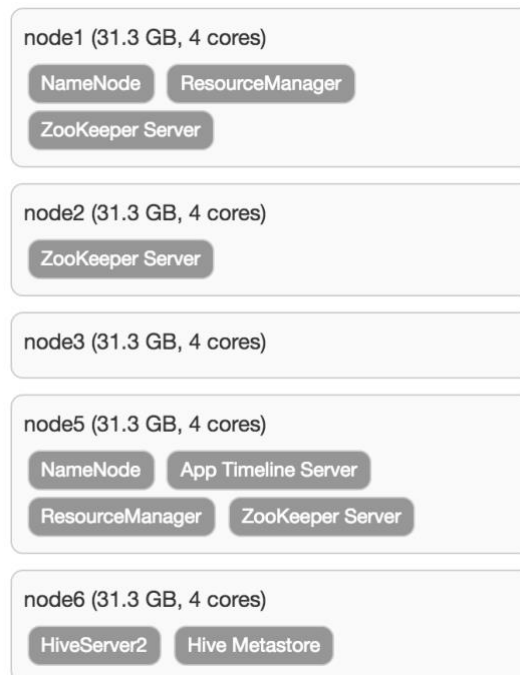 node1 (31.3 GB, 4 cores)
NameNode ResourceManager
ZooKeeper Server
node2 (31.3 GB, 4 cores)
ZooKeeper Server
node3 (31.3 GB, 4 cores)
node5 (31.3 GB, 4 cores)
NameNode App Timeline Server
ResourceManager ZooKeeper Server
node6 (31.3 GB, 4 cores)
HiveServer2 Hive Metastore